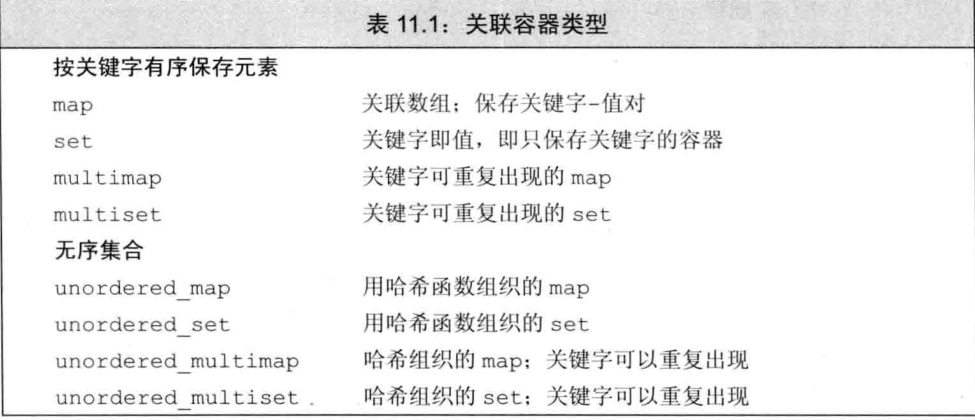 表 11.1：关联容器类型
按关键字有序保存元素
map 关联数组；保存关键字-值对
set 关键字即值，即只保存关键字的容器
multimap 关键字可重复出现的 map
multiset 关键字可重复出现的 set
无序集合
unordered_map 用哈希函数组织的 map
unordered_set 用哈希函数组织的 set
unordered_multimap 哈希组织的 map；关键字可以重复出现
unordered_multiset 哈希组织的 set；关键字可以重复出现